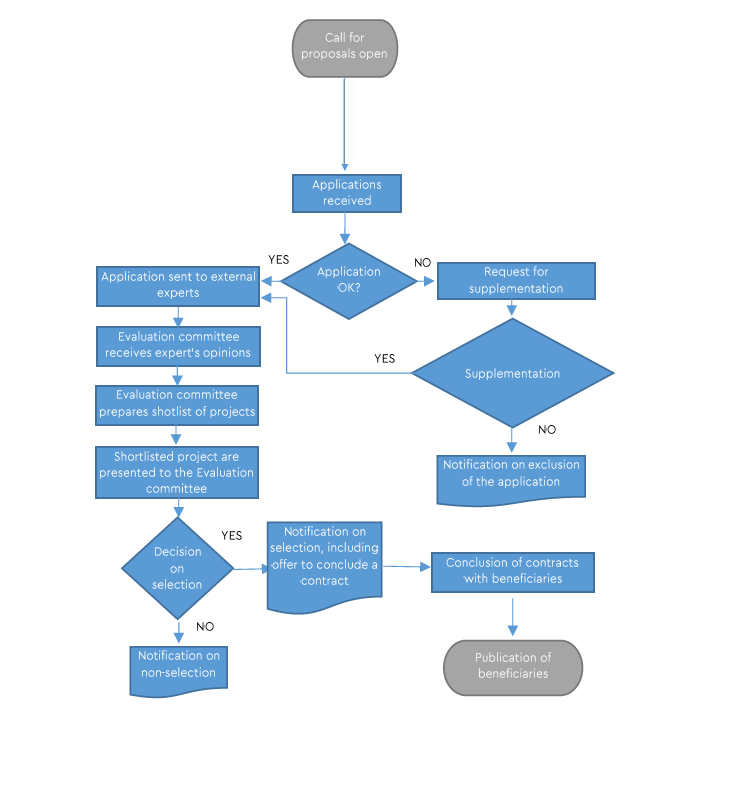 Call for
proposals open
Applications
received
YES
Application
OK?
NO
Application sent to external
experts
Request for
supplementation
Evaluation committee
receives expert's opinions
YES
Supplementation
Evaluation committee
prepares shotlist of projects
NO
Shortlisted project are
presented to the Evaluation
committee
Notification on exclusion
of the application
Decision
on
selection
YES
Notification on
selection, including
offer to conclude a
contract
Conclusion of contracts
with beneficiaries
NO
Notification on
non-selection
Publication of
beneficiaries